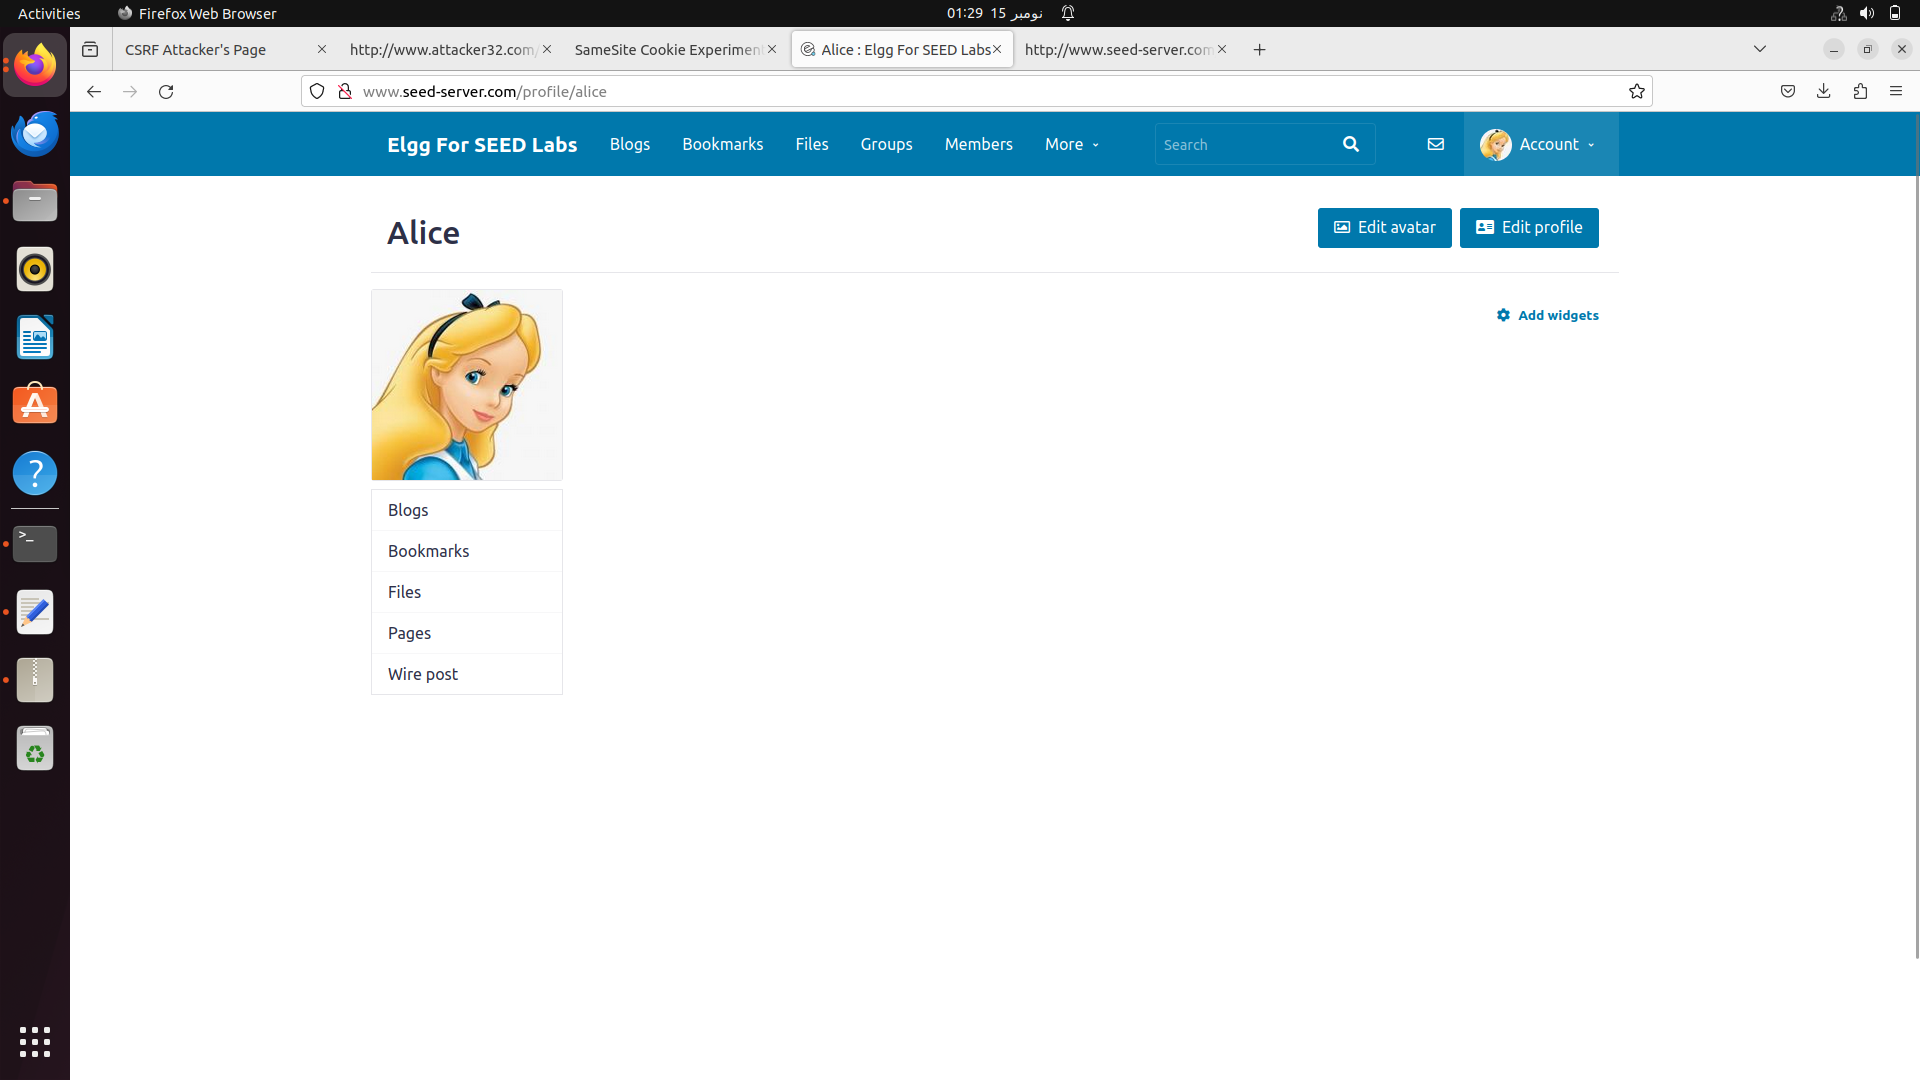 Activities
Firefox Web Browser
01:29 15 نومبر
CSRF Attacker's Page
http://www.attacker32.com/
SameSite Cookie Experimen
Alice : Elgg For SEED Labs
http://www.seed-server.com
www.seed-server.com/profile/alice
Elgg For SEED Labs
Blogs
Bookmarks
Files
Groups
Members
More
Search
Account
Alice
Edit avatar
Edit profile
Add widgets
Blogs
Bookmarks
Files
Pages
Wire post